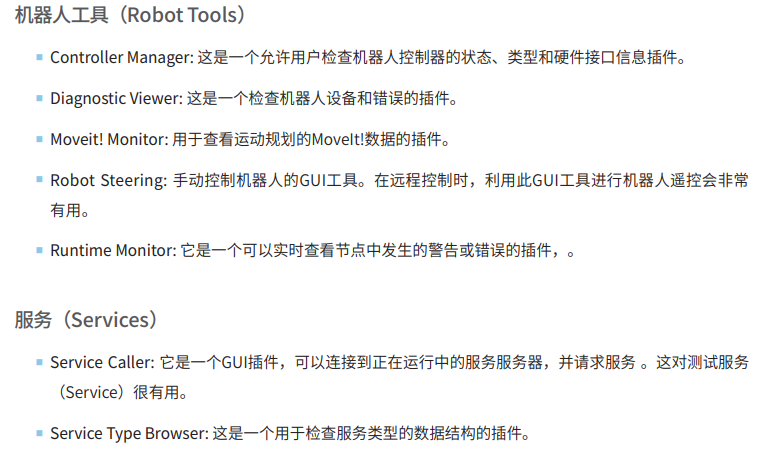 机器人工具（Robot Tools）
Controller Manager: 这是一个允许用户检查机器人控制器的状态、类型和硬件接口信息插件。
Diagnostic Viewer: 这是一个检查机器人设备和错误的插件。
Moveit! Monitor: 用于查看运动规划的MoveIt!数据的插件。
Robot Steering: 手动控制机器人的GUI工具。在远程控制时，利用此GUI工具进行机器人遥控会非常
有用。
Runtime Monitor: 它是一个可以实时查看节点中发生的警告或错误的插件，。
服务（Services）
Service Caller: 它是一个GUI插件，可以连接到正在运行中的服务服务器，并请求服务 。这对测试服务
（Service）很有用。
Service Type Browser: 这是一个用于检查服务类型的数据结构的插件。